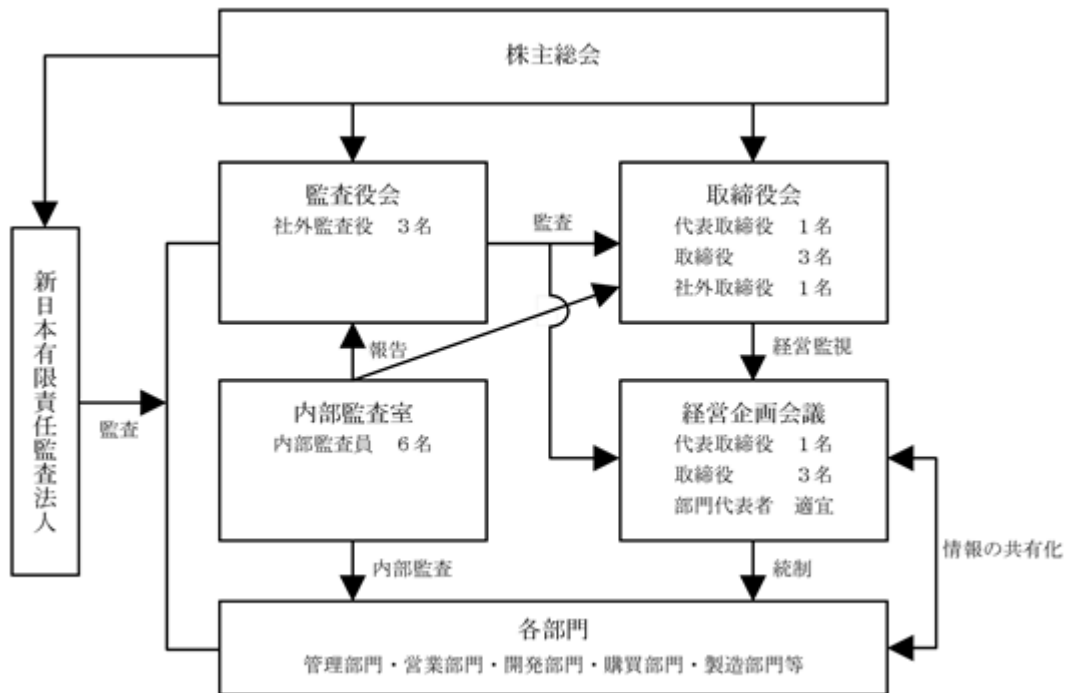 株主総会
監査役会
社外監査役 3名
監査
取締役会
代表取締役 1名
取締役 3名
社外取締役 1名
新日本有限責任監査法人
監査
報告
経営監視
内部監査室
内部監査員 6名
経営企画会議
代表取締役 1名
取締役 3名
部門代表者 適宜
情報の共有化
内部監査
統制
各部門
管理部門・営業部門・開発部門・購買部門・製造部門等